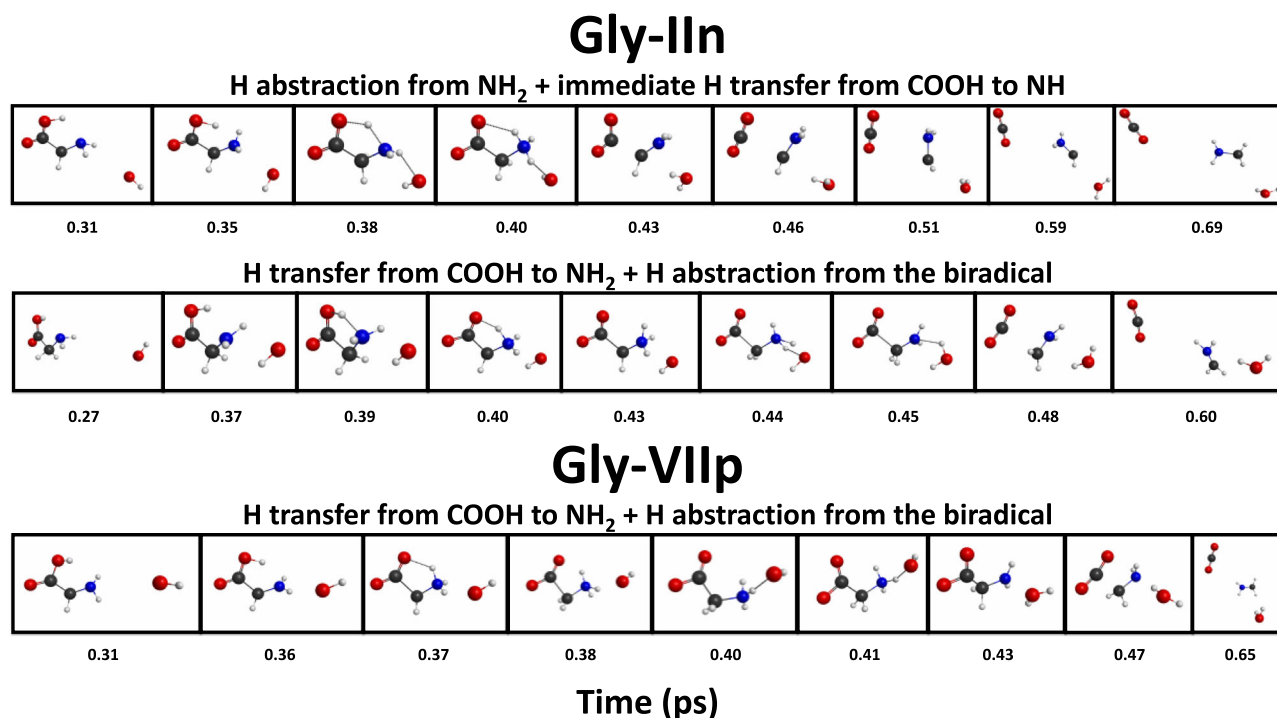 Gly-IIn
H abstraction from NH2 + immediate H transfer from COOH to NH
0.31 0.35 0.38 0.40 0.43 0.46 0.51 0.59 0.69
H transfer from COOH to NH2 + H abstraction from the biradical
0.27 0.37 0.39 0.40 0.43 0.44 0.45 0.48 0.60
Gly-VIIp
H transfer from COOH to NH2 + H abstraction from the biradical
0.31 0.36 0.37 0.38 0.40 0.41 0.43 0.47 0.65
Time (ps)